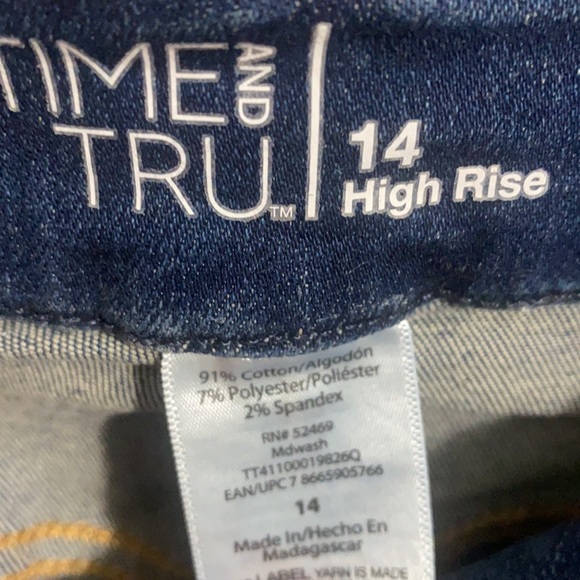 TIME AND
TRU™
14
High Rise
91% Cotton/Algodón
7% Polyester/Poliéster
2% Spandex
RN# 52469
Mdwash
TT41100019826Q
EAN/UPC 7 8665905766
14
Made In/Hecho En
Madagascar
LABEL YARN IS MADE